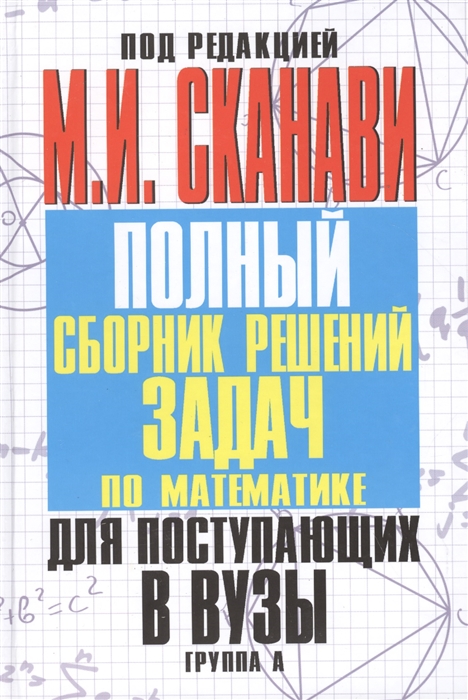 ПОД РЕДАКЦИЕЙ
М.И. СКАНАВИ
ПОЛНЫЙ
СБОРНИК РЕШЕНИЙ
ЗАДАЧ
ПО МАТЕМАТИКЕ
ДЛЯ ПОСТУПАЮЩИХ
В ВУЗЫ
ГРУППА А